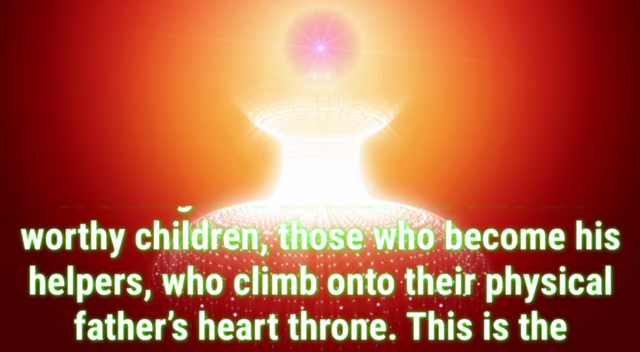 worthy children, those who become his
helpers, who climb onto their physical
father’s heart throne. This is the